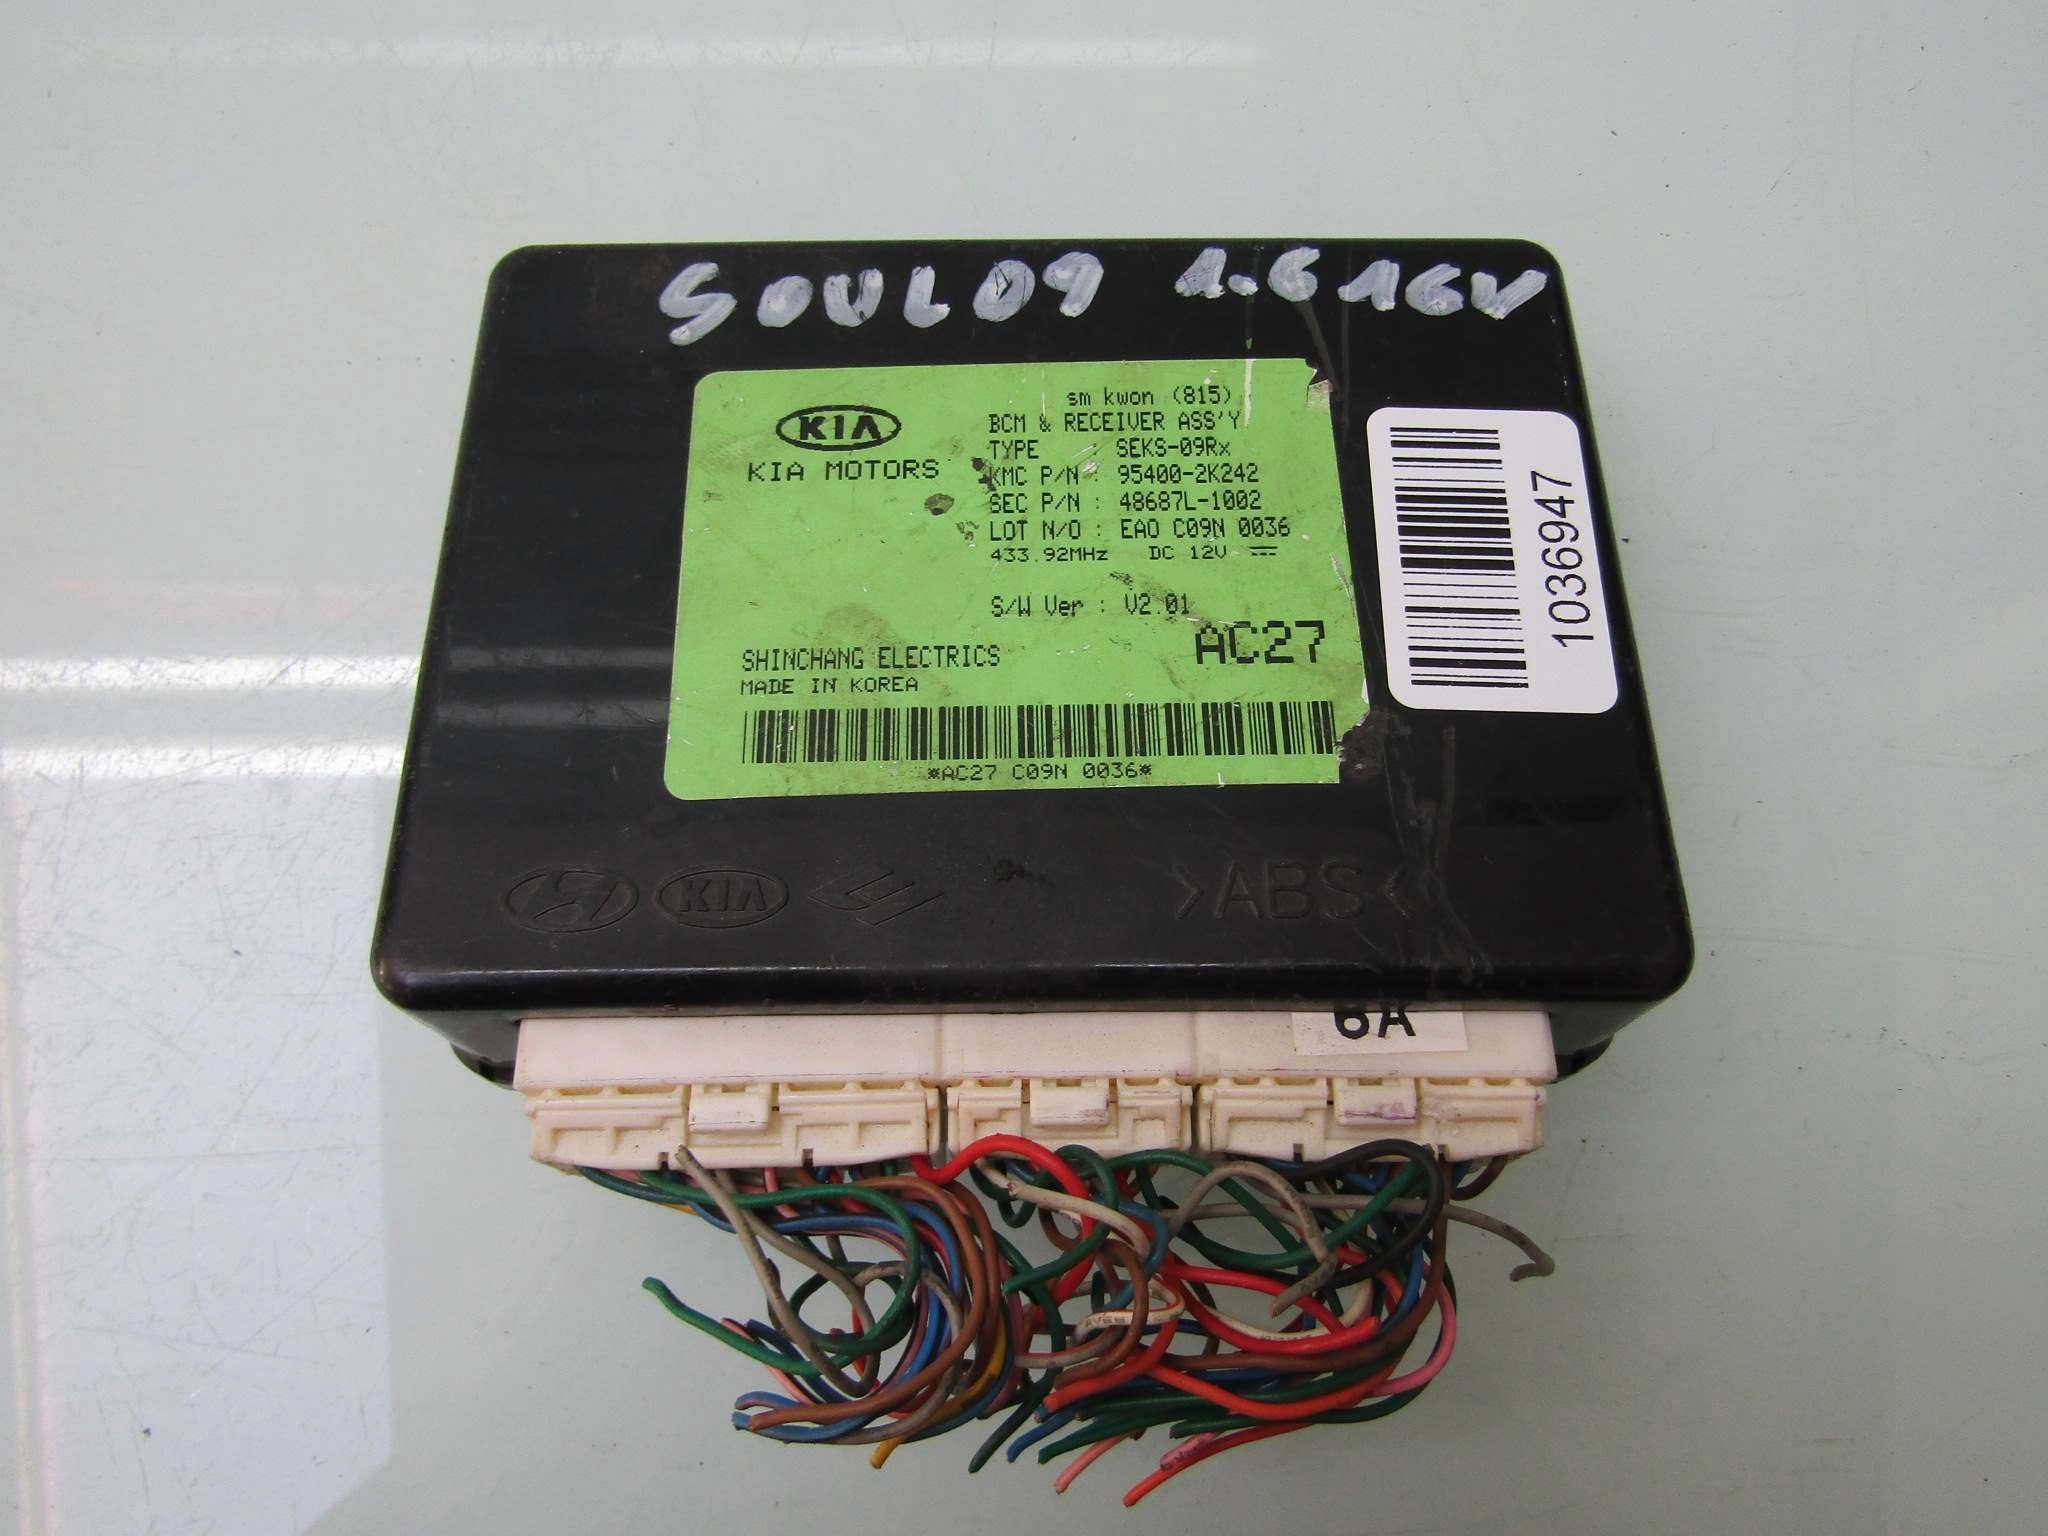 SOUL09 1.6 16V
sm kwon (815)
KIA
KIA MOTORS
BCM & RECEIVER ASS'Y
TYPE : SEKS-09Rx
KMC P/N : 95400-2K242
SEC P/N : 48687L-1002
LOT N/O : EAO C09N 0036
433.92MHz DC 12V
S/W Ver : V2.01
AC27
SHINCHANG ELECTRICS
MADE IN KOREA
*AC27 C09N 0036*
1036947
KIA
>ABS<
6A